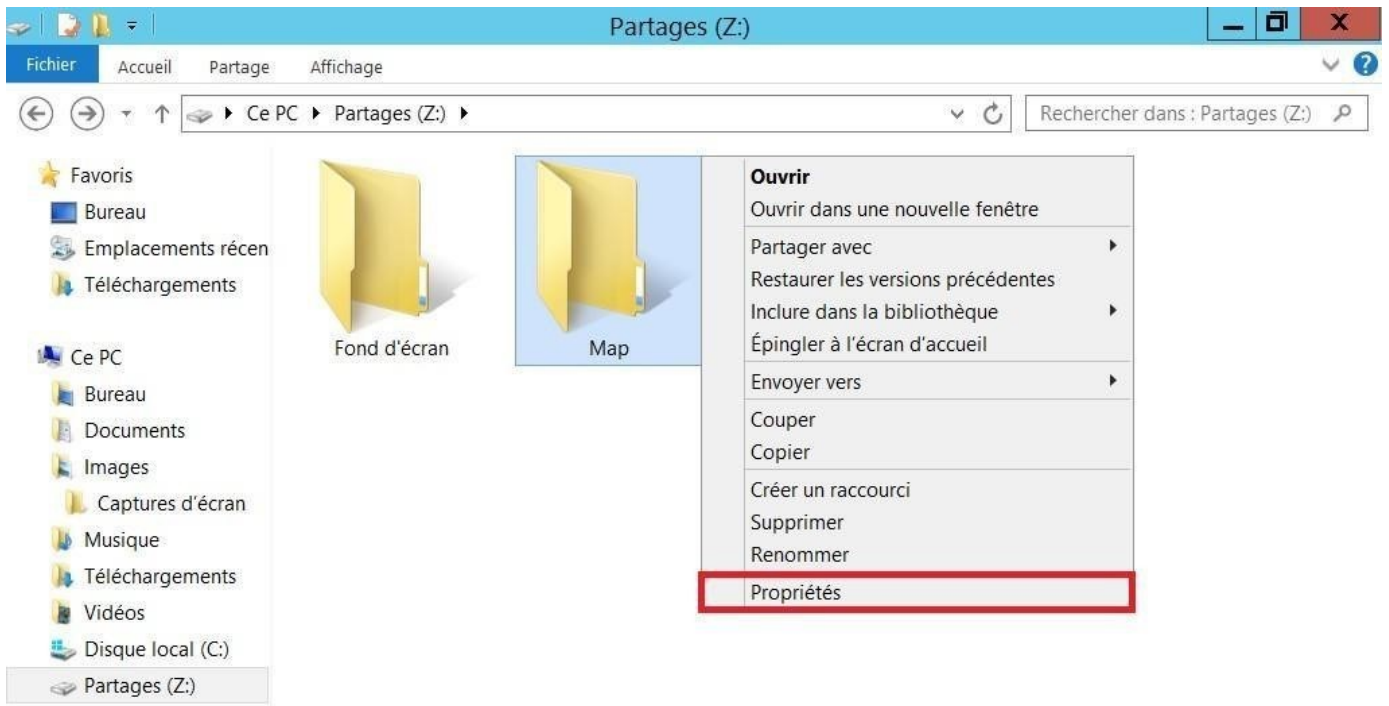 Partages (Z:)
Fichier Accueil Partage Affichage
Ce PC Partages (Z:)
Rechercher dans : Partages (Z:)
Favoris
Bureau
Emplacements récen
Téléchargements
Ce PC
Bureau
Documents
Images
Captures d'écran
Musique
Téléchargements
Vidéos
Disque local (C:)
Partages (Z:)
Fond d'écran
Map
Ouvrir
Ouvrir dans une nouvelle fenêtre
Partager avec
Restaurer les versions précédentes
Inclure dans la bibliothèque
Épingler à l'écran d'accueil
Envoyer vers
Couper
Copier
Créer un raccourci
Supprimer
Renommer
Propriétés